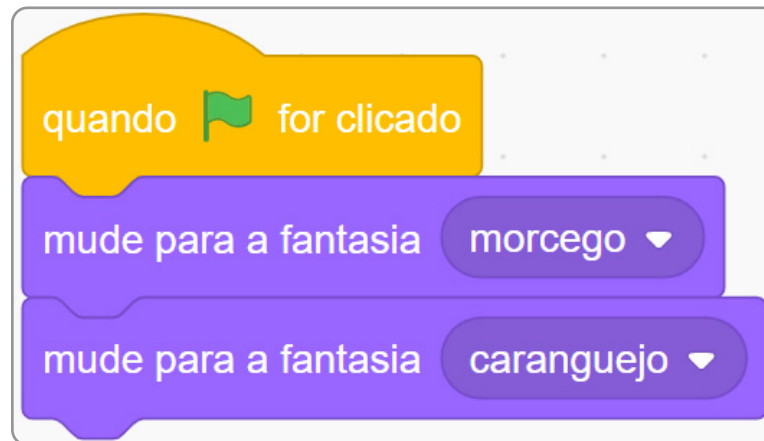 quando for clicado
mude para a fantasia morcego
mude para a fantasia caranguejo